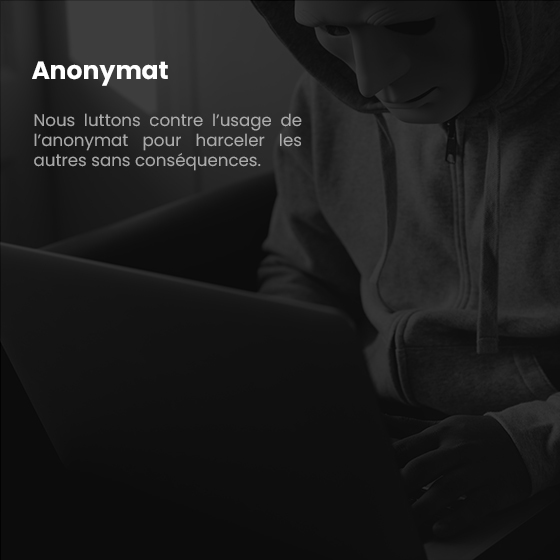 Anonymat
Nous luttons contre l'usage de
l'anonymat pour harceler les
autres sans conséquences.